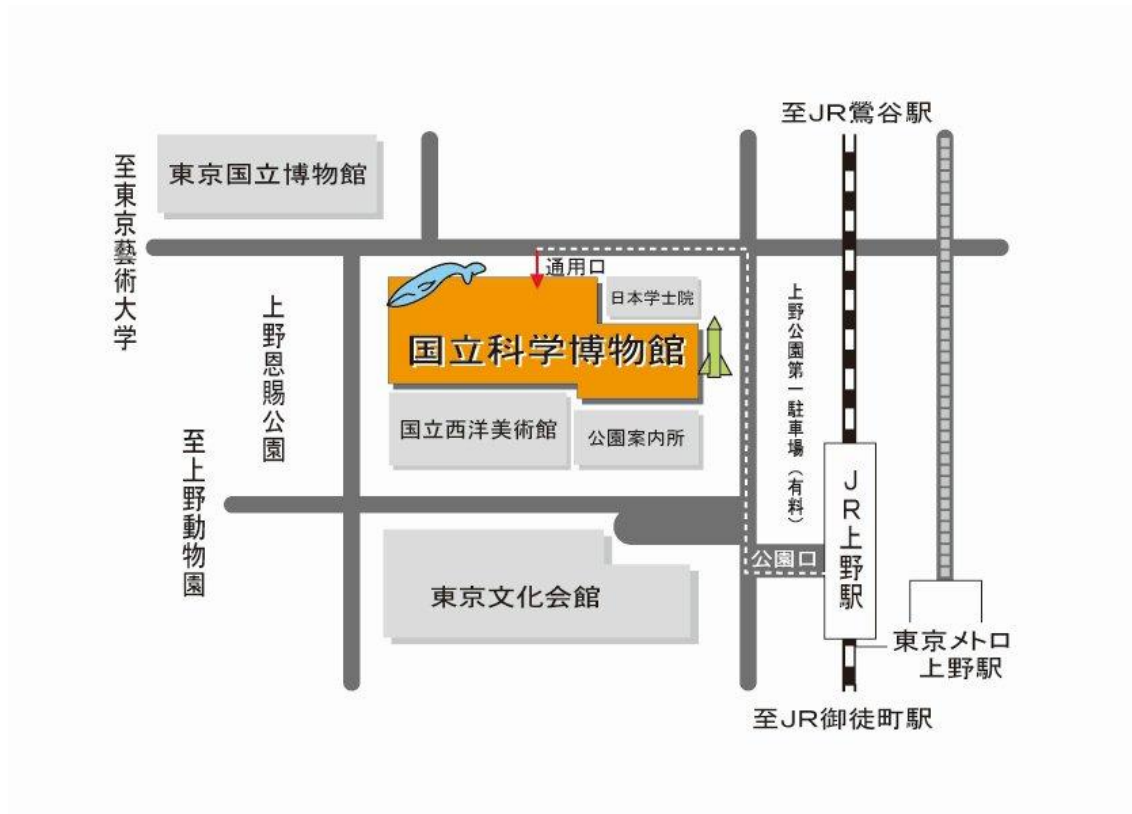 至JR鶯谷駅
東京国立博物館
至東京藝術大学
通用口
日本学士院
上野恩賜公園
国立科学博物館
上野公園第一駐車場（有料）
国立西洋美術館
公園案内所
至上野動物園
JR上野駅
公園口
東京文化会館
東京メトロ
上野駅
至JR御徒町駅